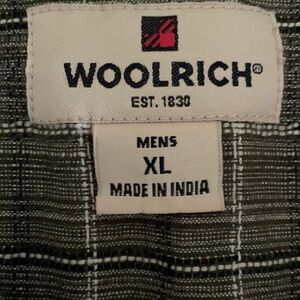 WOOLRICH®
EST. 1830
MENS
XL
MADE IN INDIA